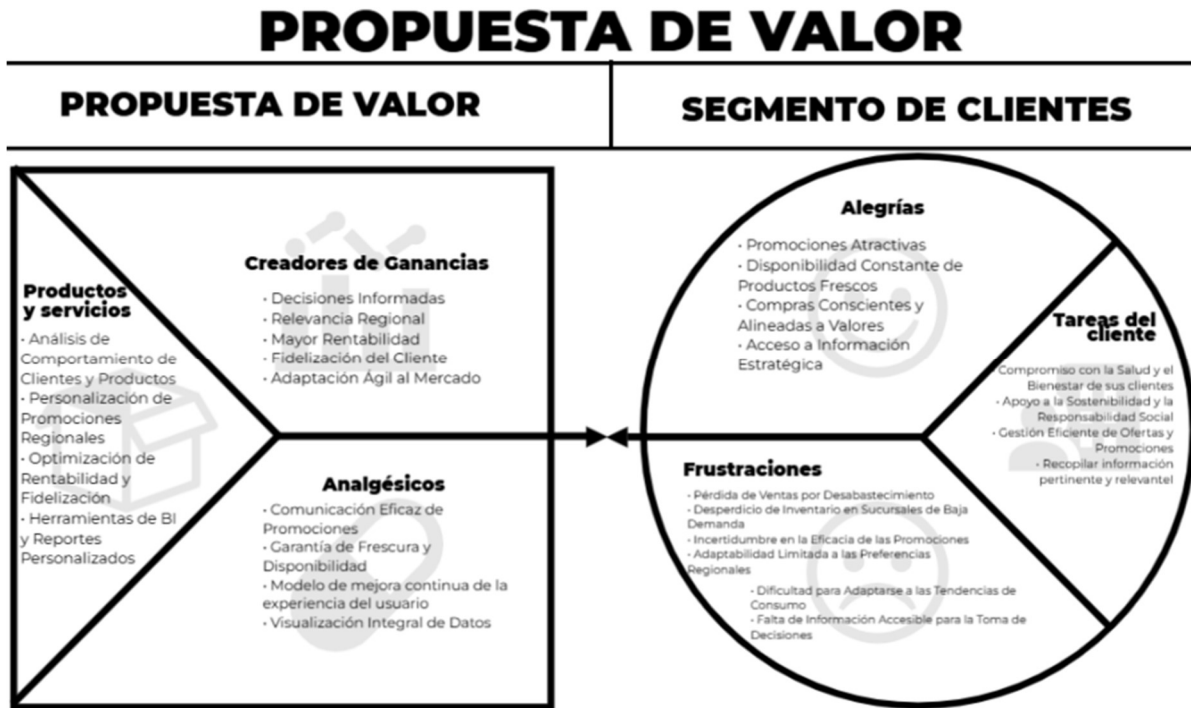 PROPUESTA DE VALOR
PROPUESTA DE VALOR
SEGMENTO DE CLIENTES
Productos
y servicios
• Análisis de
Comportamiento de
Clientes y Productos
• Personalización de
Promociones
Regionales
• Optimización de
Rentabilidad y
Fidelización
• Herramientas de BI
y Reportes
Personalizados
Creadores de Ganancias
• Decisiones Informadas
• Relevancia Regional
• Mayor Rentabilidad
• Fidelización del Cliente
• Adaptación Ágil al Mercado
Analgésicos
• Comunicación Eficaz de
Promociones
• Garantía de Frescura y
Disponibilidad
• Modelo de mejora continua de la
experiencia del usuario
• Visualización Integral de Datos
Alegrías
• Promociones Atractivas
• Disponibilidad Constante de
Productos Frescos
• Compras Conscientes y
Alineadas a Valores
• Acceso a Información
Estratégica
Tareas del
cliente
Compromiso con la Salud y el
Bienestar de sus clientes
• Apoyo a la Sostenibilidad y la
Responsabilidad Social
• Gestión Eficiente de Ofertas y
Promociones
• Recopilar información
pertinente y relevantel
Frustraciones
• Pérdida de Ventas por Desabastecimiento
• Desperdicio de Inventario en Sucursales de Baja
Demanda
• Incertidumbre en la Eficacia de las Promociones
• Adaptabilidad Limitada a las Preferencias
Regionales
• Dificultad para Adaptarse a las Tendencias de
Consumo
• Falta de Información Accesible para la Toma de
Decisiones